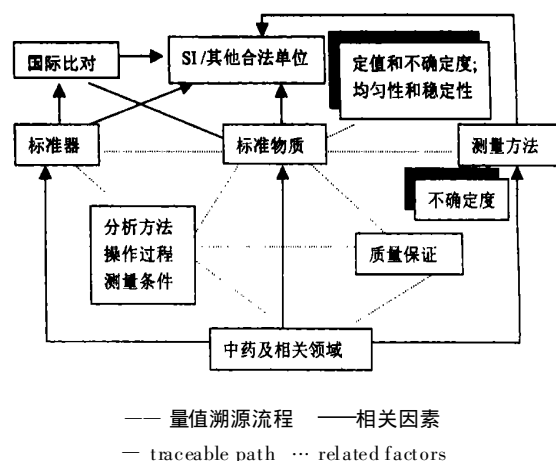 SI/其他合法单位
定值和不确定度;
均匀性和稳定性
国际比对
标准器
标准物质
测量方法
不确定度
分析方法
操作过程
测量条件
质量保证
中药及相关领域
—— 量值溯源流程 ——相关因素
— traceable path ··· related factors